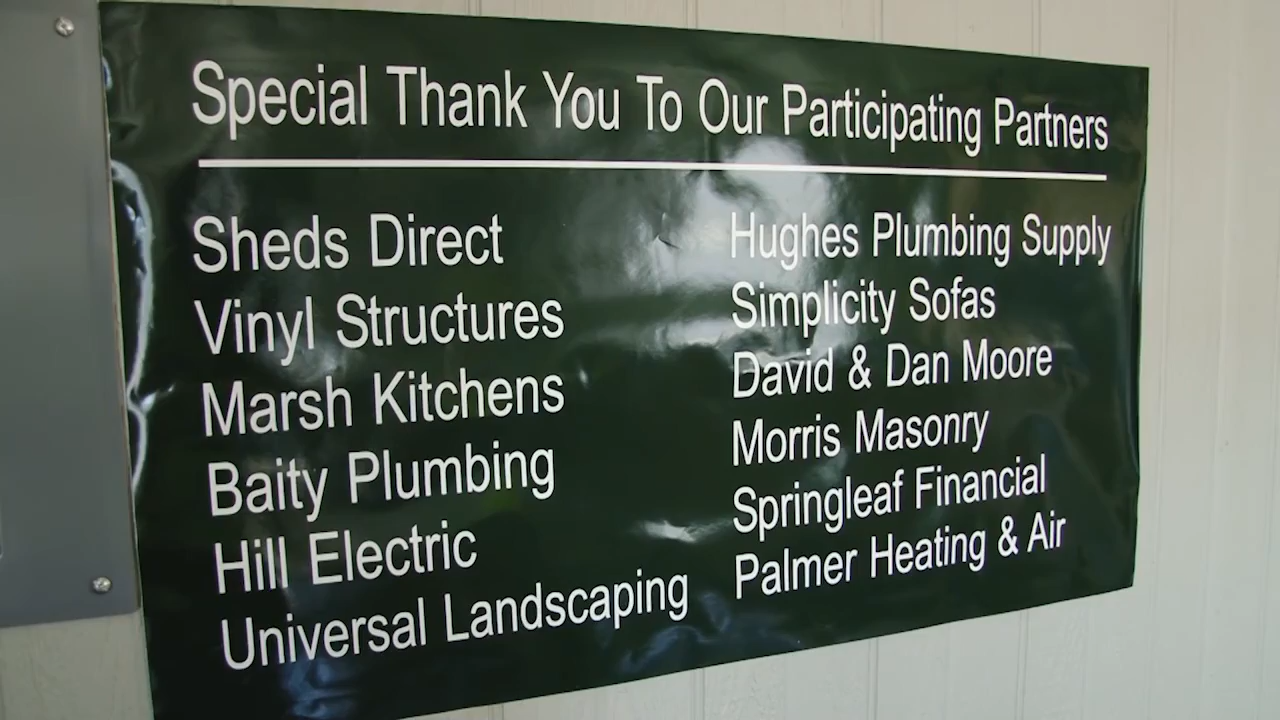 Special Thank You To Our Participating Partners
Sheds Direct
Vinyl Structures
Marsh Kitchens
Baity Plumbing
Hill Electric
Universal Landscaping
Hughes Plumbing Supply
Simplicity Sofas
David & Dan Moore
Morris Masonry
Springleaf Financial
Palmer Heating & Air